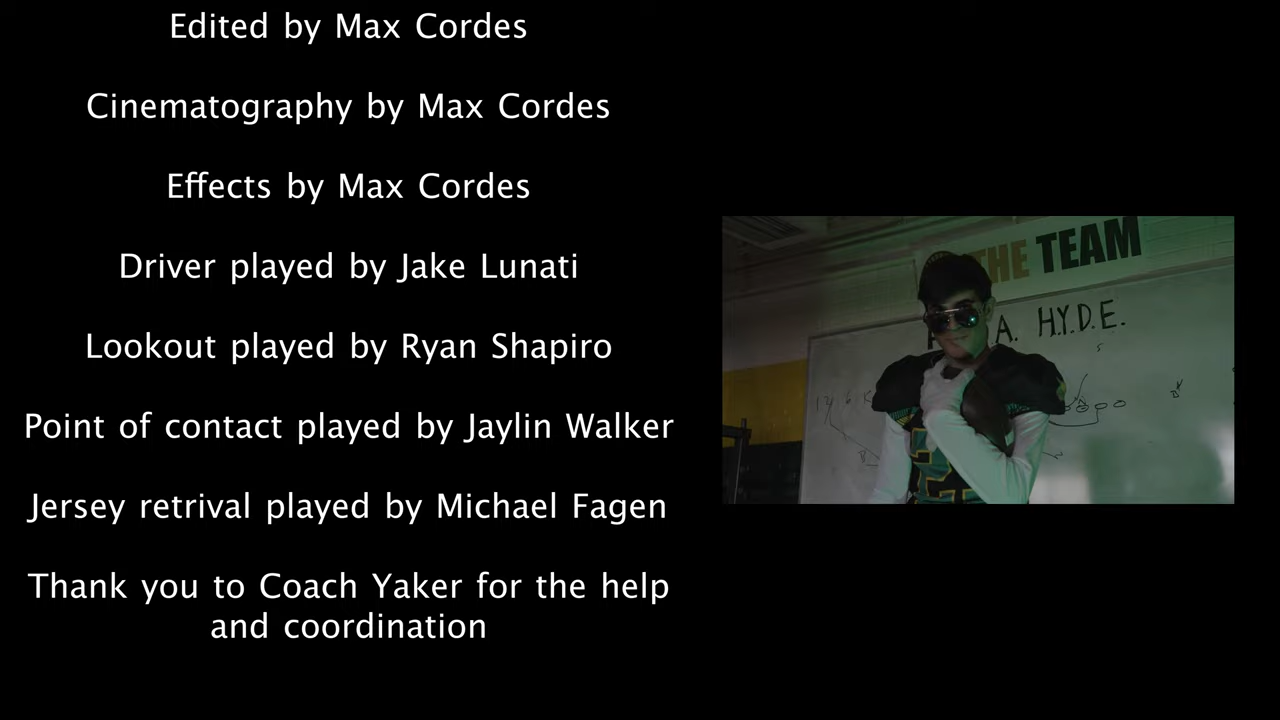 Edited by Max Cordes
Cinematography by Max Cordes
Effects by Max Cordes
Driver played by Jake Lunati
Lookout played by Ryan Shapiro
Point of contact played by Jaylin Walker
Jersey retrival played by Michael Fagen
Thank you to Coach Yaker for the help
and coordination
THE TEAM
A. H.Y.D.E.